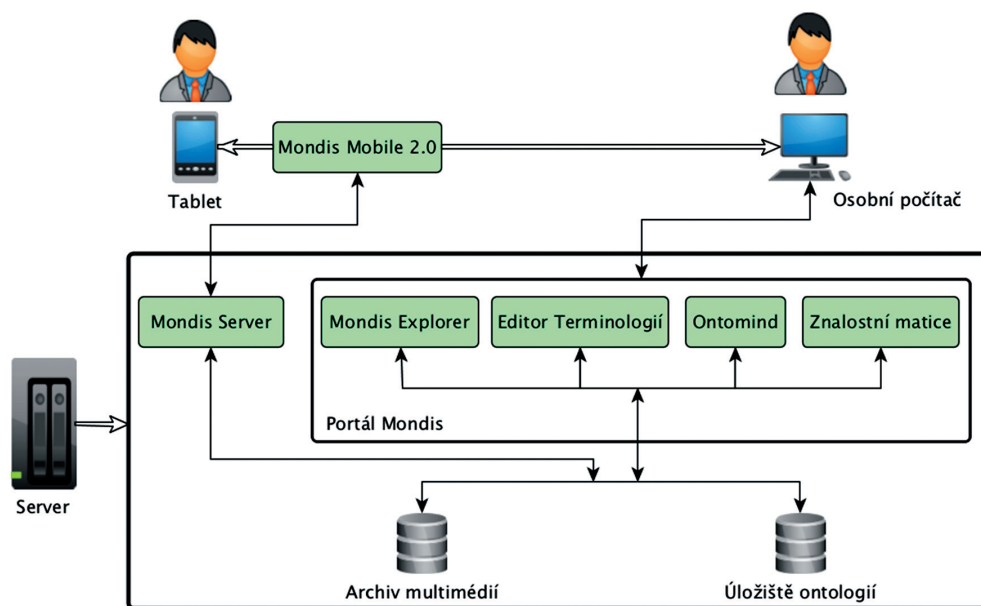 Mondis Mobile 2.0
Tablet
Osobní počítač
Mondis Server
Mondis Explorer
Editor Terminologií
Ontomind
Znalostní matice
Portál Mondis
Server
Archiv multimédií
Úložiště ontologií